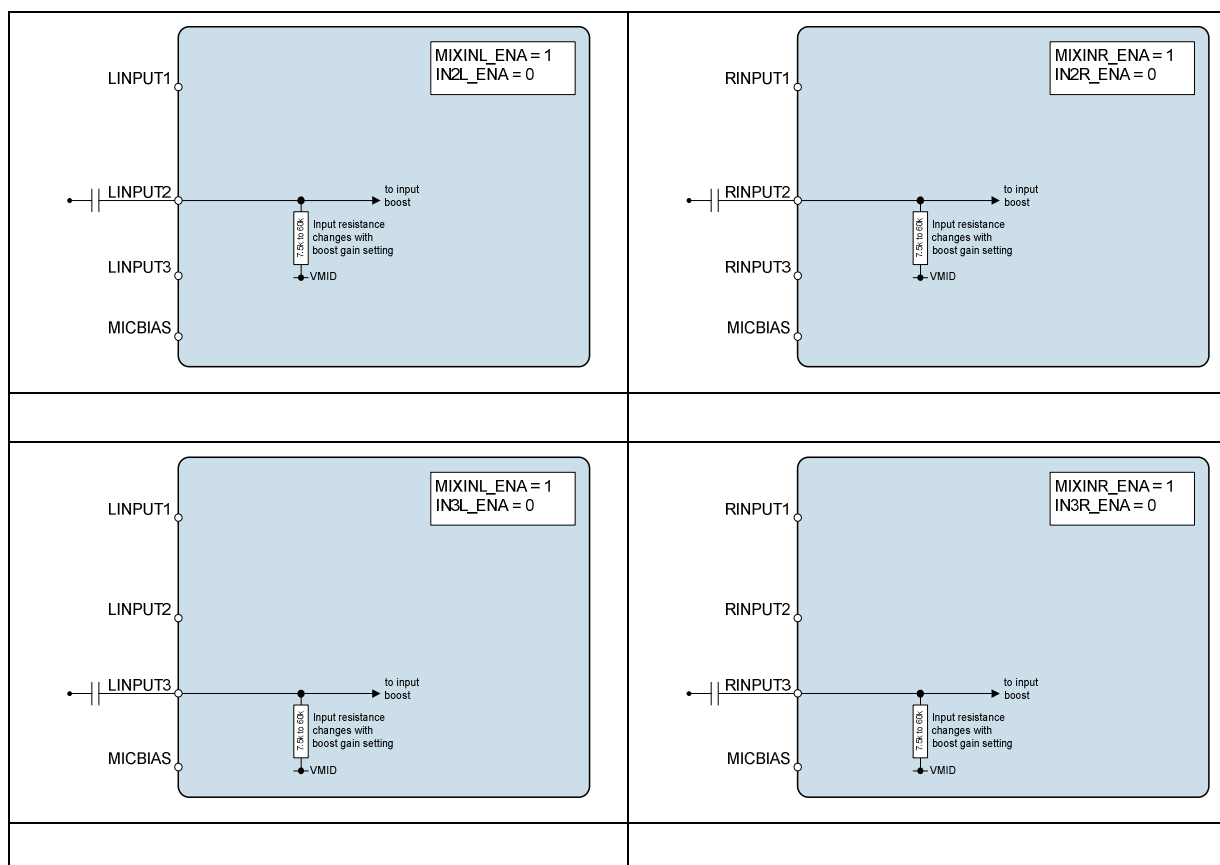 MIXINL_ENA = 1
IN2L_ENA = 0
LINPUT1
LINPUT2
to input
boost
7.5k to 60k
Input resistance
changes with
boost gain setting
LINPUT3
VMID
MICBIAS
MIXINR_ENA = 1
IN2R_ENA = 0
RINPUT1
RINPUT2
to input
boost
7.5k to 60k
Input resistance
changes with
boost gain setting
RINPUT3
VMID
MICBIAS
MIXINL_ENA = 1
IN3L_ENA = 0
LINPUT1
LINPUT2
LINPUT3
to input
boost
7.5k to 60k
Input resistance
changes with
boost gain setting
MICBIAS
VMID
MIXINR_ENA = 1
IN3R_ENA = 0
RINPUT1
RINPUT2
RINPUT3
to input
boost
7.5k to 60k
Input resistance
changes with
boost gain setting
MICBIAS
VMID